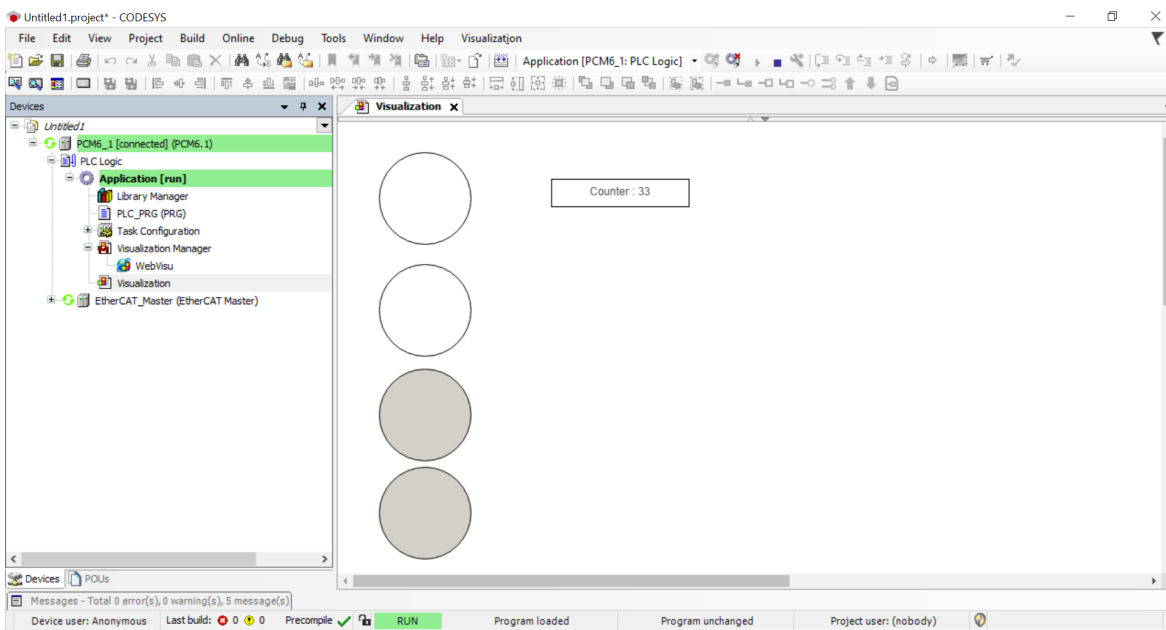 Untitled1.project* - CODESYS
File Edit View Project Build Online Debug Tools Window Help Visualization
Application [PCM6_1: PLC Logic]
Devices
Untitled1
PCM6_1 [connected] (PCM6.1)
PLC Logic
Application [run]
Library Manager
PLC_PRG (PRG)
Task Configuration
Visualization Manager
WebVisu
Visualization
EtherCAT_Master (EtherCAT Master)
Visualization
Counter : 33
Devices POUs
Messages - Total 0 error(s), 0 warning(s), 5 message(s)
Device user: Anonymous Last build: 0 0 Precompile RUN Program loaded Program unchanged Project user: (nobody)